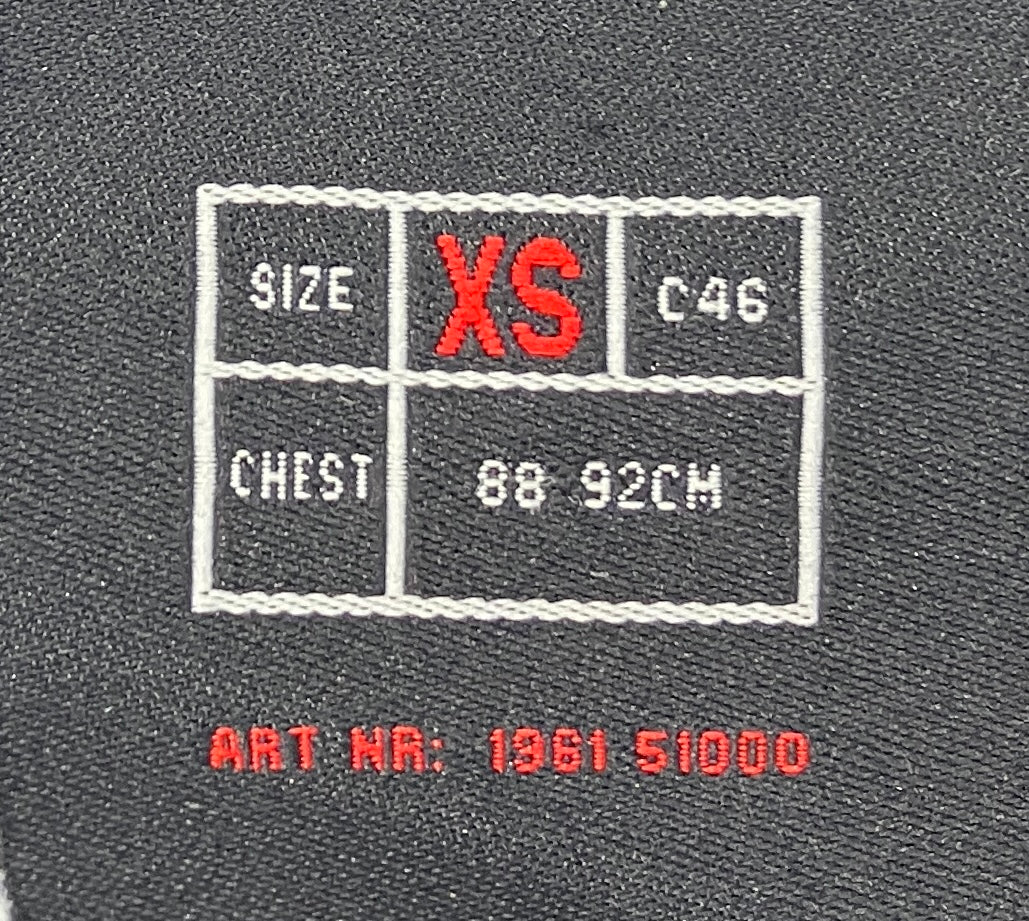 SIZE XS C46
CHEST 88 92CM
ART NR: 1961 51000